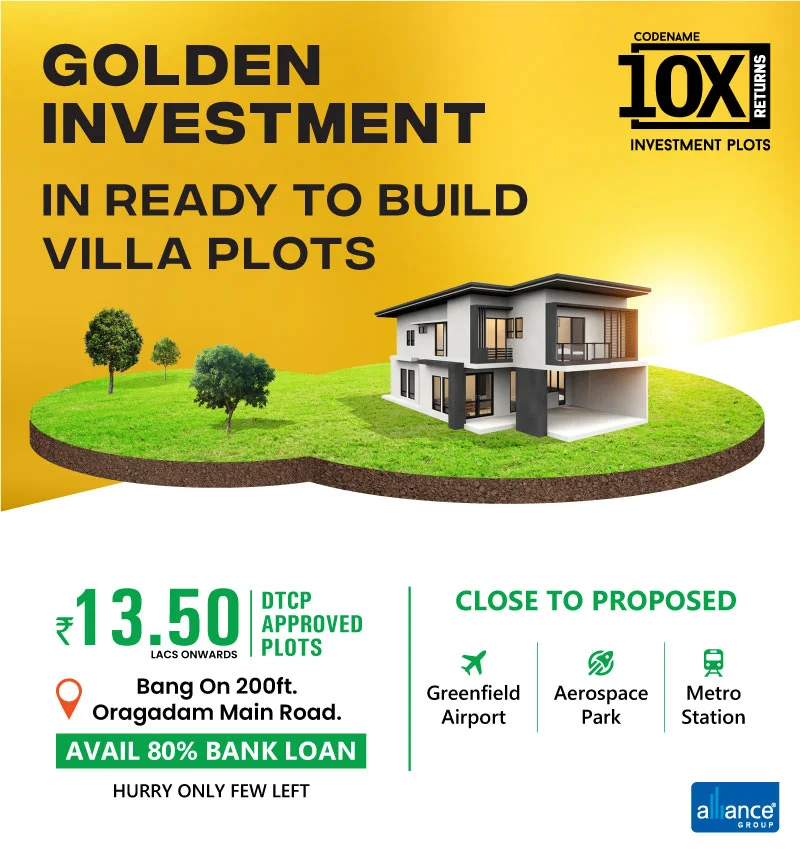 GOLDEN
INVESTMENT
IN READY TO BUILD
VILLA PLOTS
CODENAME
10X
RETURNS
INVESTMENT PLOTS
₹13.50
LACS ONWARDS
DTCP
APPROVED
PLOTS
Bang On 200ft.
Oragadam Main Road.
AVAIL 80% BANK LOAN
HURRY ONLY FEW LEFT
CLOSE TO PROPOSED
Greenfield
Airport
Aerospace
Park
Metro
Station
alliance®
GROUP